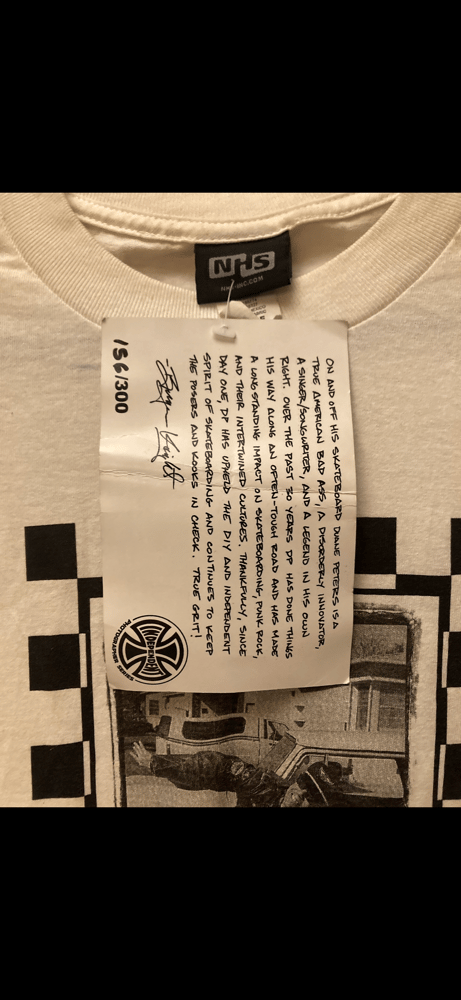 NHS
ON AND OFF HIS SKATEBOARD DUANE PETERS IS A
TRUE AMERICAN BAD ASS, A DISORDERLY INNOVATOR,
A SINGER/SONGWRITER, AND A LEGEND IN HIS OWN
RIGHT. OVER THE PAST 30 YEARS DP HAS DONE THINGS
HIS WAY ALONG AN OFTEN-TOUGH ROAD AND HAS MADE
A LONG STANDING IMPACT ON SKATEBOARDING, PUNK ROCK,
AND THEIR INTERTWINED CULTURES. THANKFULLY, SINCE
DAY ONE, DP HAS UPHELD THE DIY AND INDEPENDENT
SPIRIT OF SKATEBOARDING AND CONTINUES TO KEEP
THE POSERS AND KOOKS IN CHECK. TRUE GRIT!
156/300
INDEPENDENT
PHOTOGRAPHER SERIES